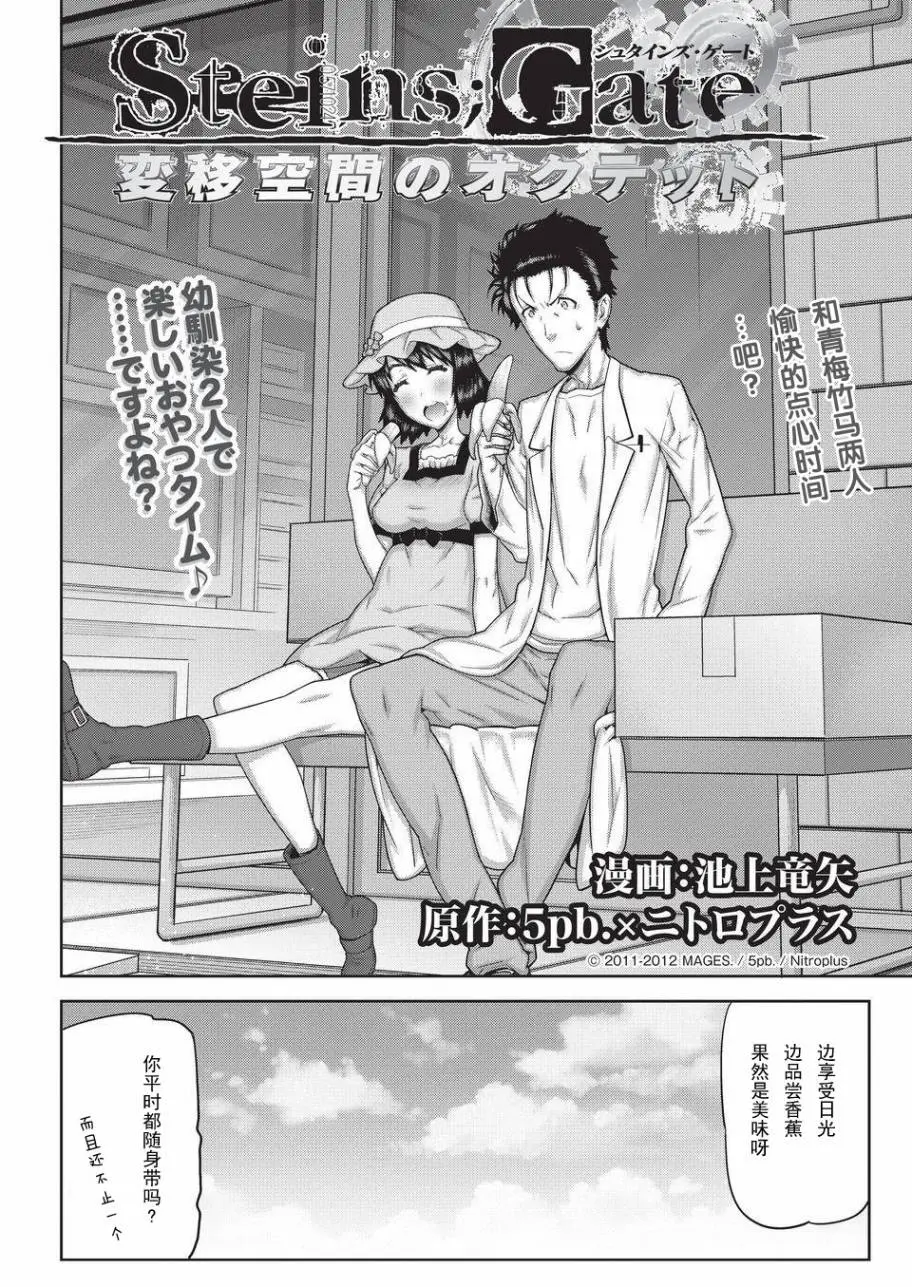 シュタインズ・ゲート
Steins;Gate
変移空間のオクテット
和青梅竹马两人
愉快的点心时间
…吧？
幼馴染2人で
楽しいおやつタイム♪
……ですよね？
漫画：池上竜矢
原作：5pb.×ニトロプラス
© 2011-2012 MAGES. / 5pb. / Nitroplus
边享受日光
边品尝香蕉
果然是美味呀
你平时都随身带吗？
而且还不止一个